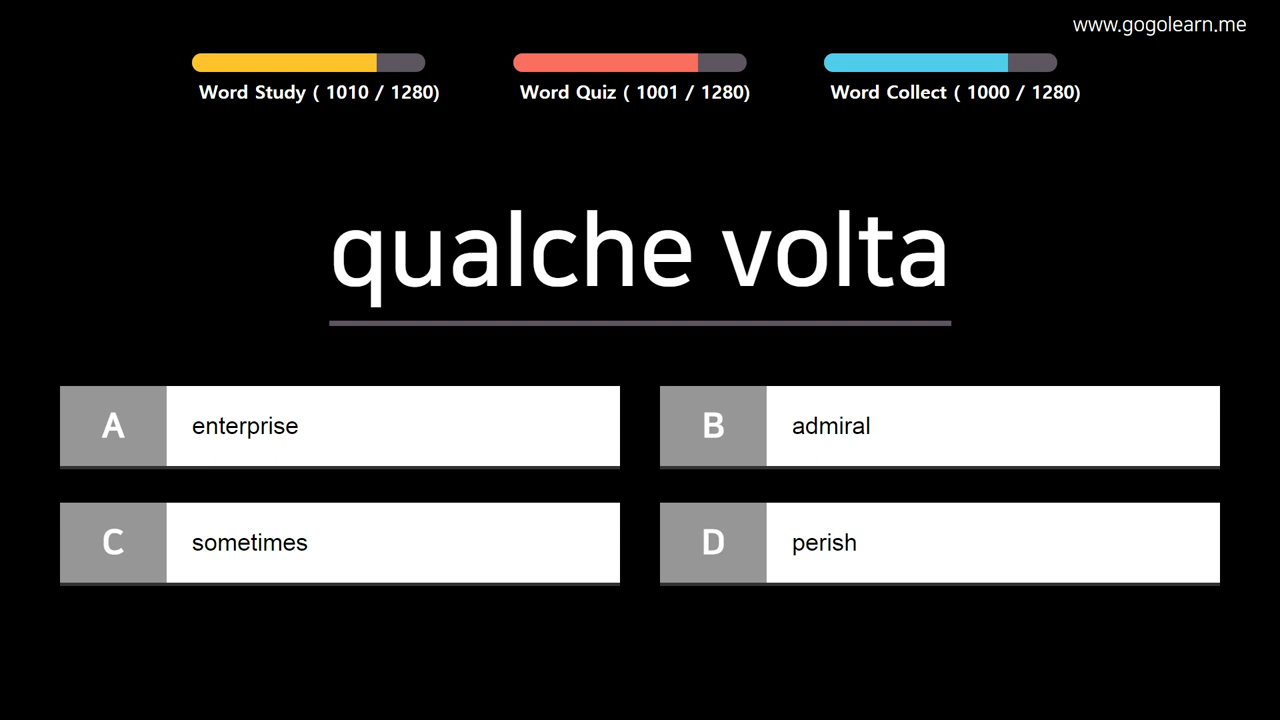 www.gogolearn.me
Word Study ( 1010 / 1280)
Word Quiz ( 1001 / 1280)
Word Collect ( 1000 / 1280)
qualche volta
A enterprise
B admiral
C sometimes
D perish